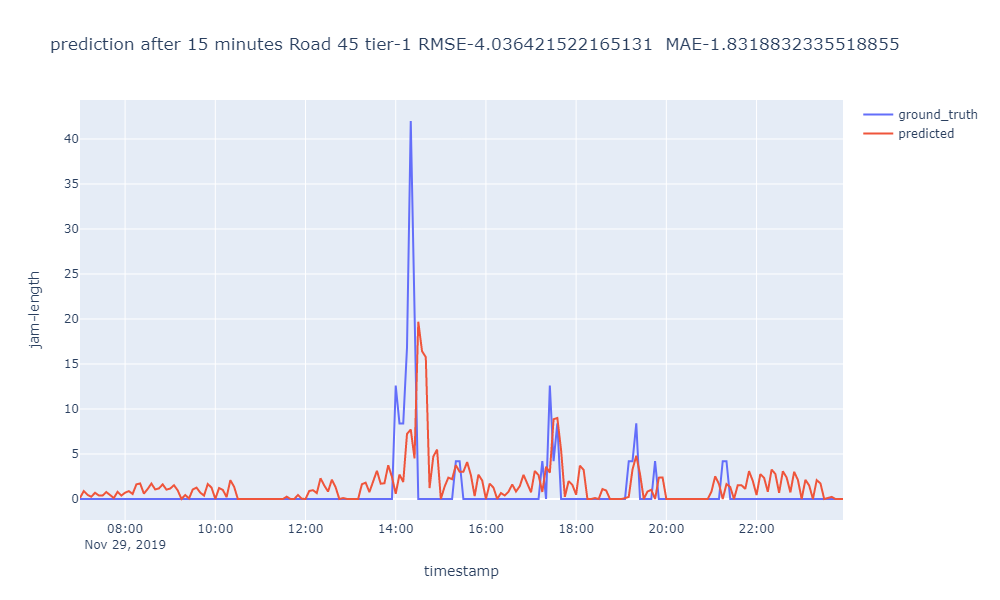 prediction after 15 minutes Road 45 tier-1 RMSE-4.036421522165131  MAE-1.8318832335518855
ground_truth
predicted
40
35
30
25
20
15
10
5
0
jam-length
08:00 10:00 12:00 14:00 16:00 18:00 20:00 22:00
Nov 29, 2019
timestamp